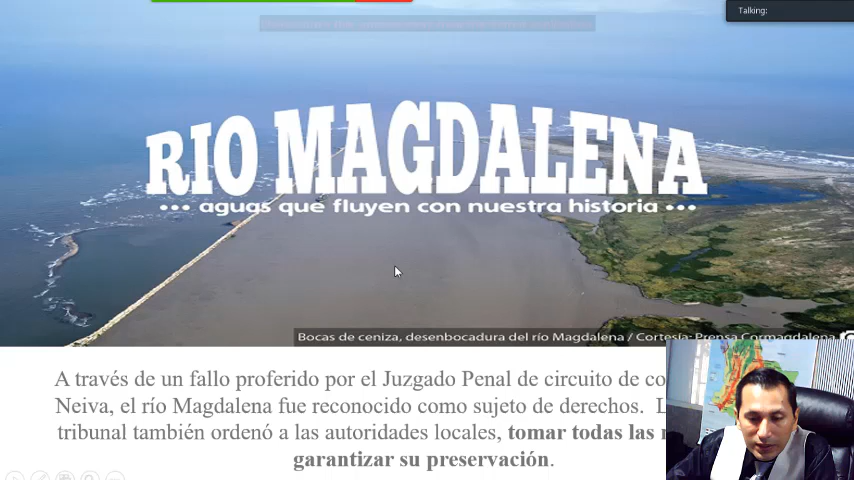 Talking:
RIO MAGDALENA
... aguas que fluyen con nuestra historia ...
Bocas de ceniza, desenbocadura del río Magdalena / Cortesía: Prensa Cormagdalena
A través de un fallo proferido por el Juzgado Penal de circuito de
Neiva, el río Magdalena fue reconocido como sujeto de derechos.
tribunal también ordenó a las autoridades locales, tomar todas las
garantizar su preservación.